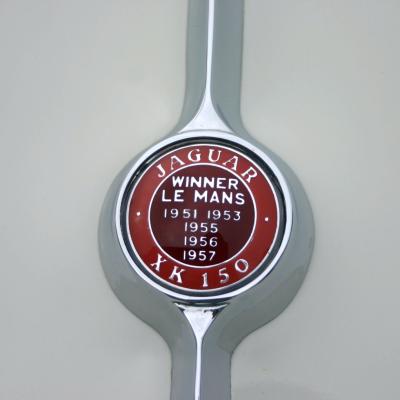 JAGUAR
WINNER
LE MANS
1951 1953
1955
1956
1957
XK 150